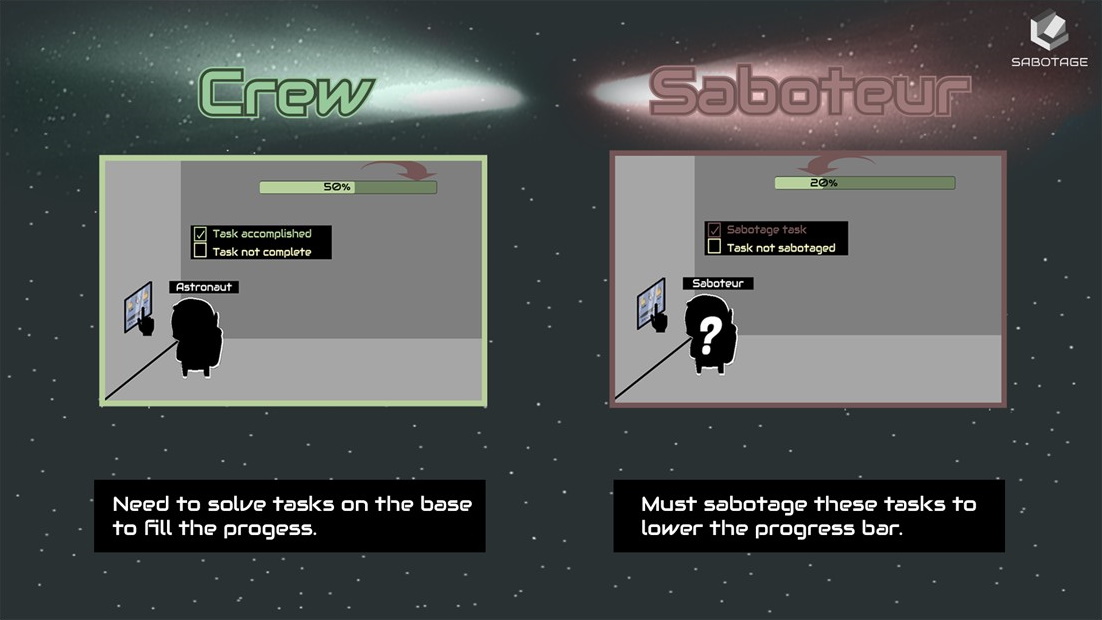 SABOTAGE
Crew
50%
Task accomplished
Task not complete
Astronaut
Need to solve tasks on the base
to fill the progess.
Saboteur
20%
Sabotage task
Task not sabotaged
Saboteur
?
Must sabotage these tasks to
lower the progress bar.